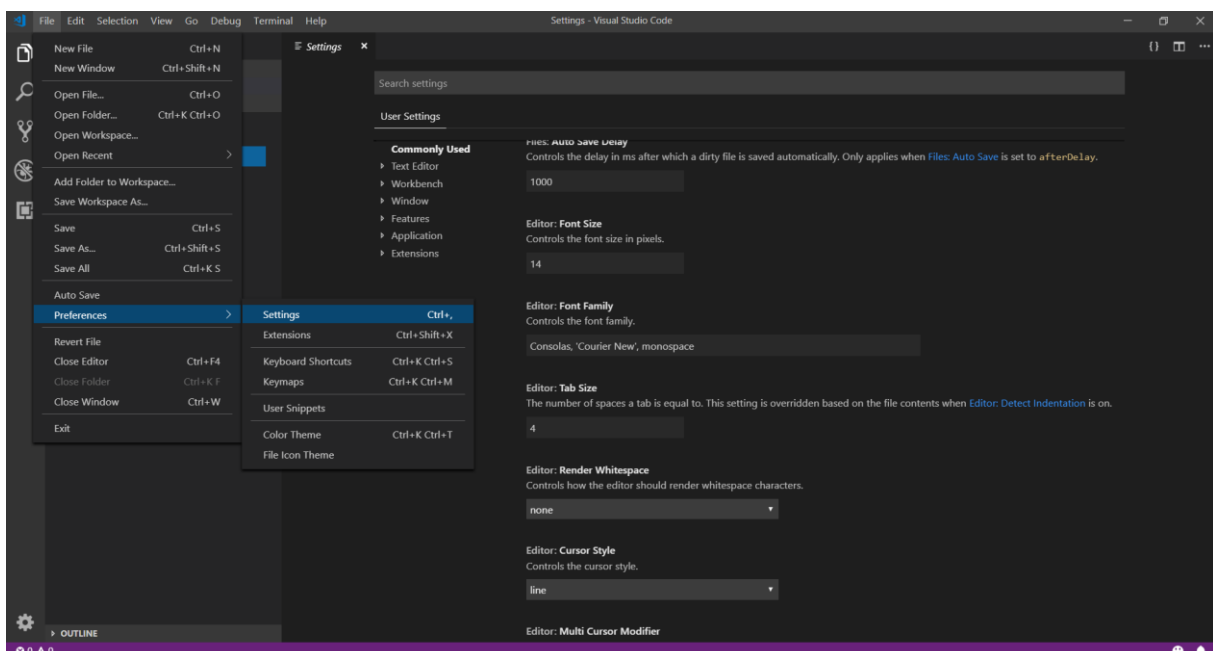 File Edit Selection View Go Debug Terminal Help
Settings - Visual Studio Code
New File Ctrl+N
New Window Ctrl+Shift+N
Open File... Ctrl+O
Open Folder... Ctrl+K Ctrl+O
Open Workspace...
Open Recent
Add Folder to Workspace...
Save Workspace As...
Save Ctrl+S
Save As... Ctrl+Shift+S
Save All Ctrl+K S
Auto Save
Preferences
Revert File
Close Editor Ctrl+F4
Close Folder Ctrl+K F
Close Window Ctrl+W
Exit
Settings Ctrl+,
Extensions Ctrl+Shift+X
Keyboard Shortcuts Ctrl+K Ctrl+S
Keymaps Ctrl+K Ctrl+M
User Snippets
Color Theme Ctrl+K Ctrl+T
File Icon Theme
OUTLINE
Settings
Search settings
User Settings
Commonly Used
Text Editor
Workbench
Window
Features
Application
Extensions
Files: Auto Save Delay
Controls the delay in ms after which a dirty file is saved automatically. Only applies when Files: Auto Save is set to afterDelay.
1000
Editor: Font Size
Controls the font size in pixels.
14
Editor: Font Family
Controls the font family.
Consolas, 'Courier New', monospace
Editor: Tab Size
The number of spaces a tab is equal to. This setting is overridden based on the file contents when Editor: Detect Indentation is on.
4
Editor: Render Whitespace
Controls how the editor should render whitespace characters.
none
Editor: Cursor Style
Controls the cursor style.
line
Editor: Multi Cursor Modifier